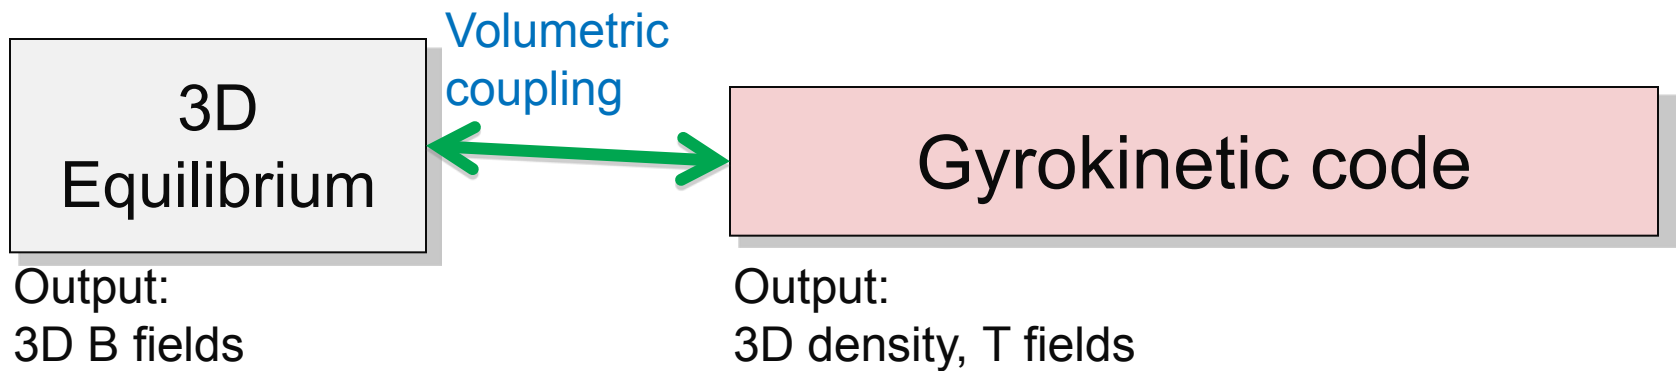 Volumetric
coupling
3D
Equilibrium
Gyrokinetic code
Output:
3D B fields
Output:
3D density, T fields